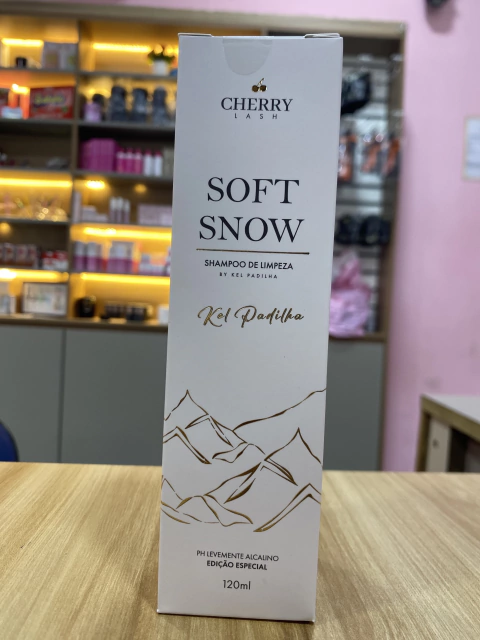 CHERRY
LASH
SOFT
SNOW
SHAMPOO DE LIMPEZA
BY KEL PADILHA
Kel Padilha
PH LEVEMENTE ALCALINO
EDIÇÃO ESPECIAL
120ml